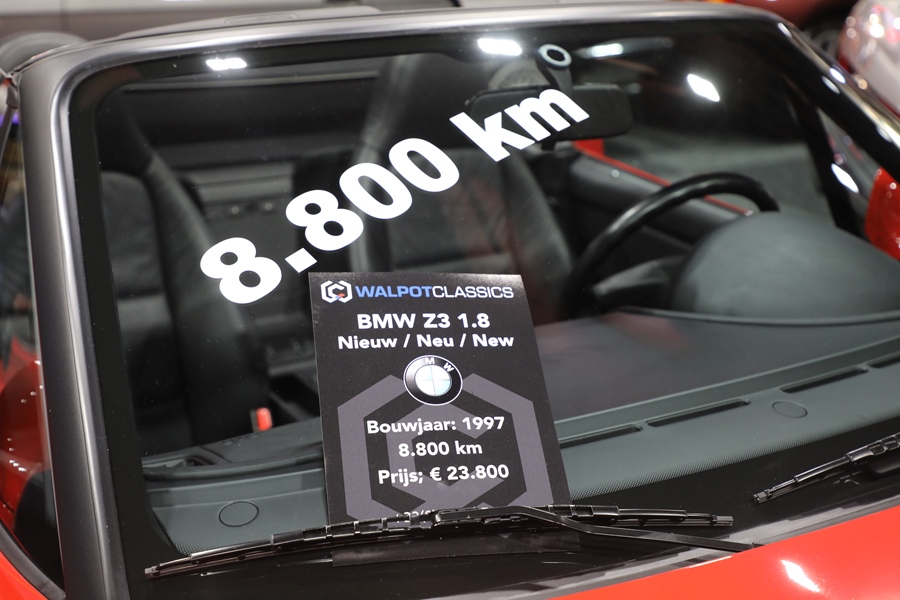 8.800 km
WALPOTCLASSICS
BMW Z3 1.8
Nieuw / Neu / New
BMW
Bouwjaar: 1997
8.800 km
Prijs; € 23.800